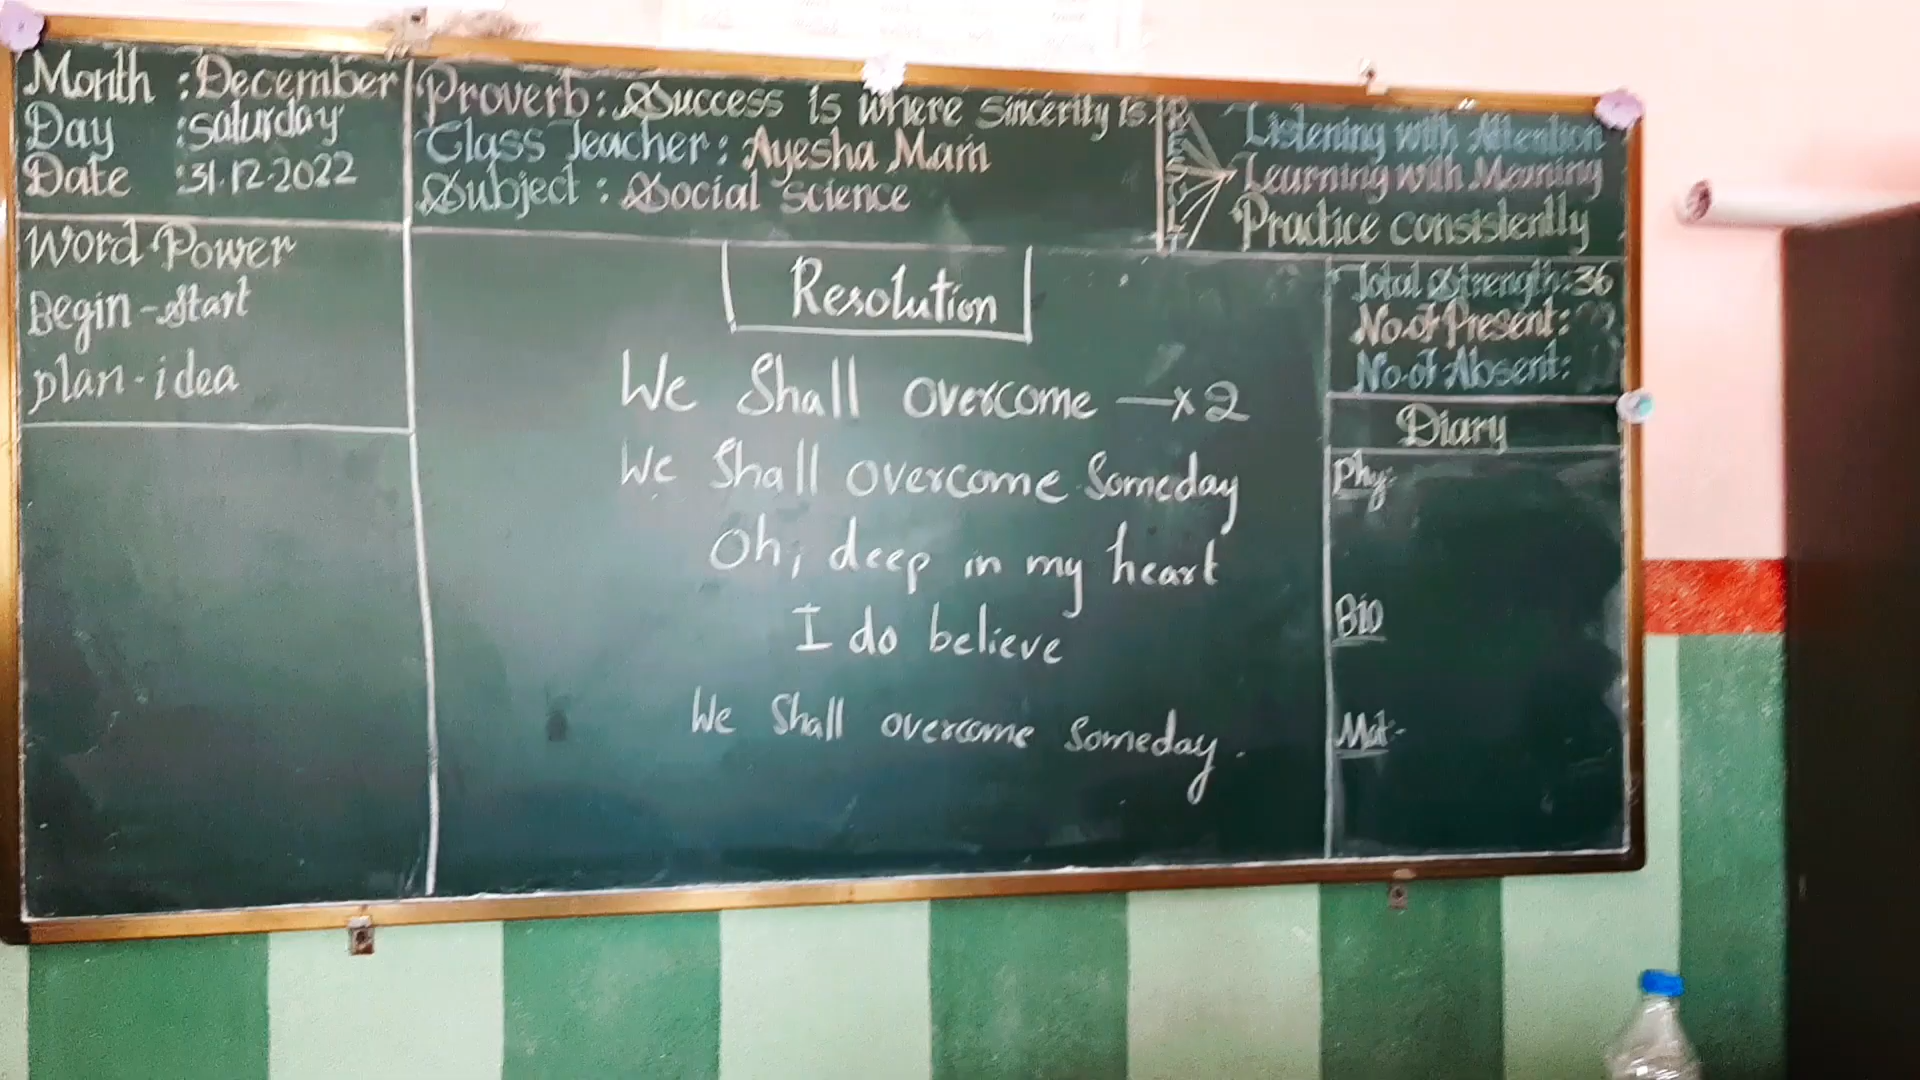 Month : December
Day : Saturday
Date : 31.12.2022
Proverb : Success is where sincerity is.
Class Teacher : Ayesha Mam
Subject : Social Science
RESULT
Listening with Attention
Learning with Meaning
Practice consistently
Word Power
Begin - Start
plan - idea
Resolution
We Shall overcome —x2
We Shall overcome Someday
Oh, deep in my heart
I do believe
We Shall overcome Someday.
Total Strength : 36
No. of Present :
No. of Absent :
Diary
Phy:
Bio
Mat-